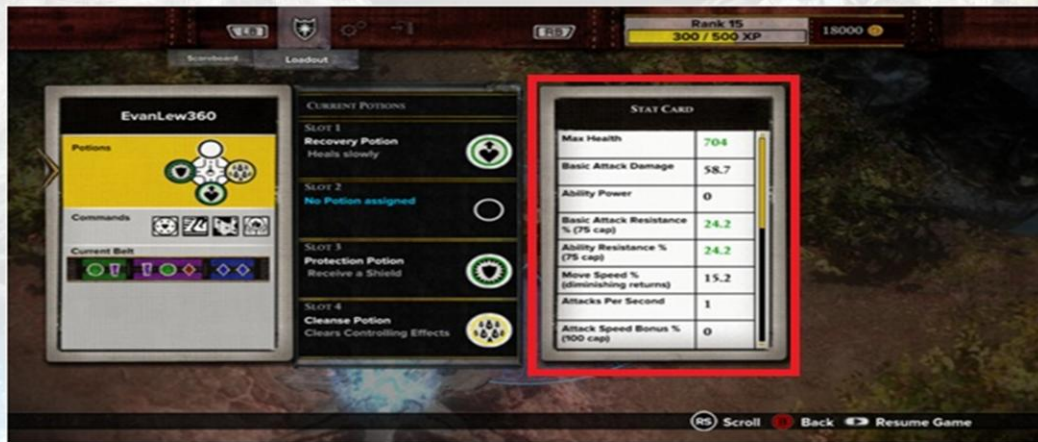 LB
RB
Rank 15
300 / 500 XP
18000
Scoreboard
Loadout
EvanLew360
Potions
Commands
Current Belt
CURRENT POTIONS
SLOT 1
Recovery Potion
Heals slowly
SLOT 2
No Potion assigned
SLOT 3
Protection Potion
Receive a Shield
SLOT 4
Cleanse Potion
Clears Controlling Effects
STAT CARD
Max Health 704
Basic Attack Damage 58.7
Ability Power 0
Basic Attack Resistance
% (75 cap) 24.2
Ability Resistance %
(75 cap) 24.2
Move Speed %
(diminishing returns) 15.2
Attacks Per Second 1
Attack Speed Bonus %
(100 cap) 0
RS Scroll B Back Resume Game